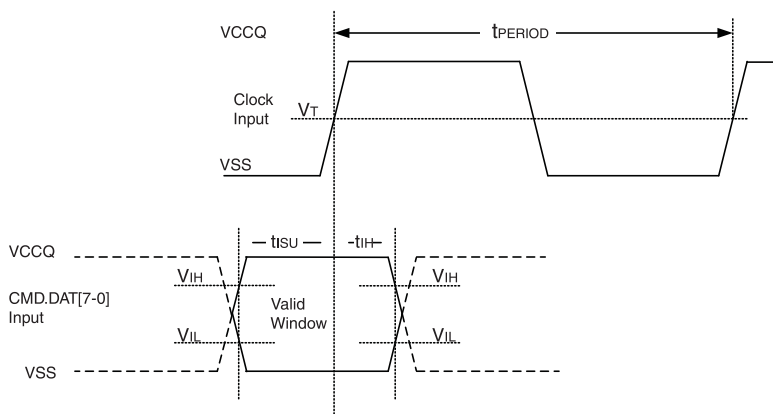 VCCQ
tPERIOD
Clock
Input
VT
VSS
VCCQ
tISU
tIH
VIH
VIH
CMD.DAT[7-0]
Input
Valid
Window
VIL
VIL
VSS